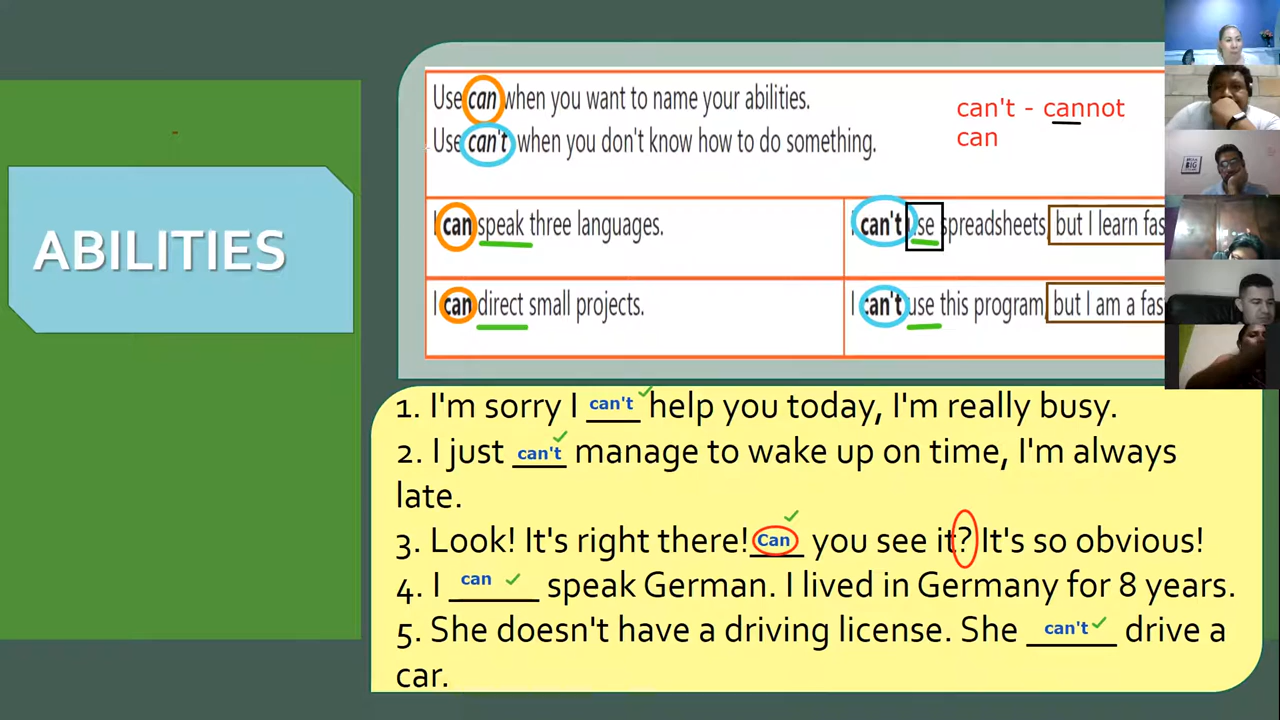 ABILITIES
Use can when you want to name your abilities.
Use can't when you don't know how to do something.
can't - cannot
can
I can speak three languages.
can't use spreadsheets, but I learn fas
I can direct small projects.
I can't use this program, but I am a fas
1. I'm sorry I can't help you today, I'm really busy.
2. I just can't manage to wake up on time, I'm always
late.
3. Look! It's right there! Can you see it? It's so obvious!
4. I can speak German. I lived in Germany for 8 years.
5. She doesn't have a driving license. She can't drive a
car.